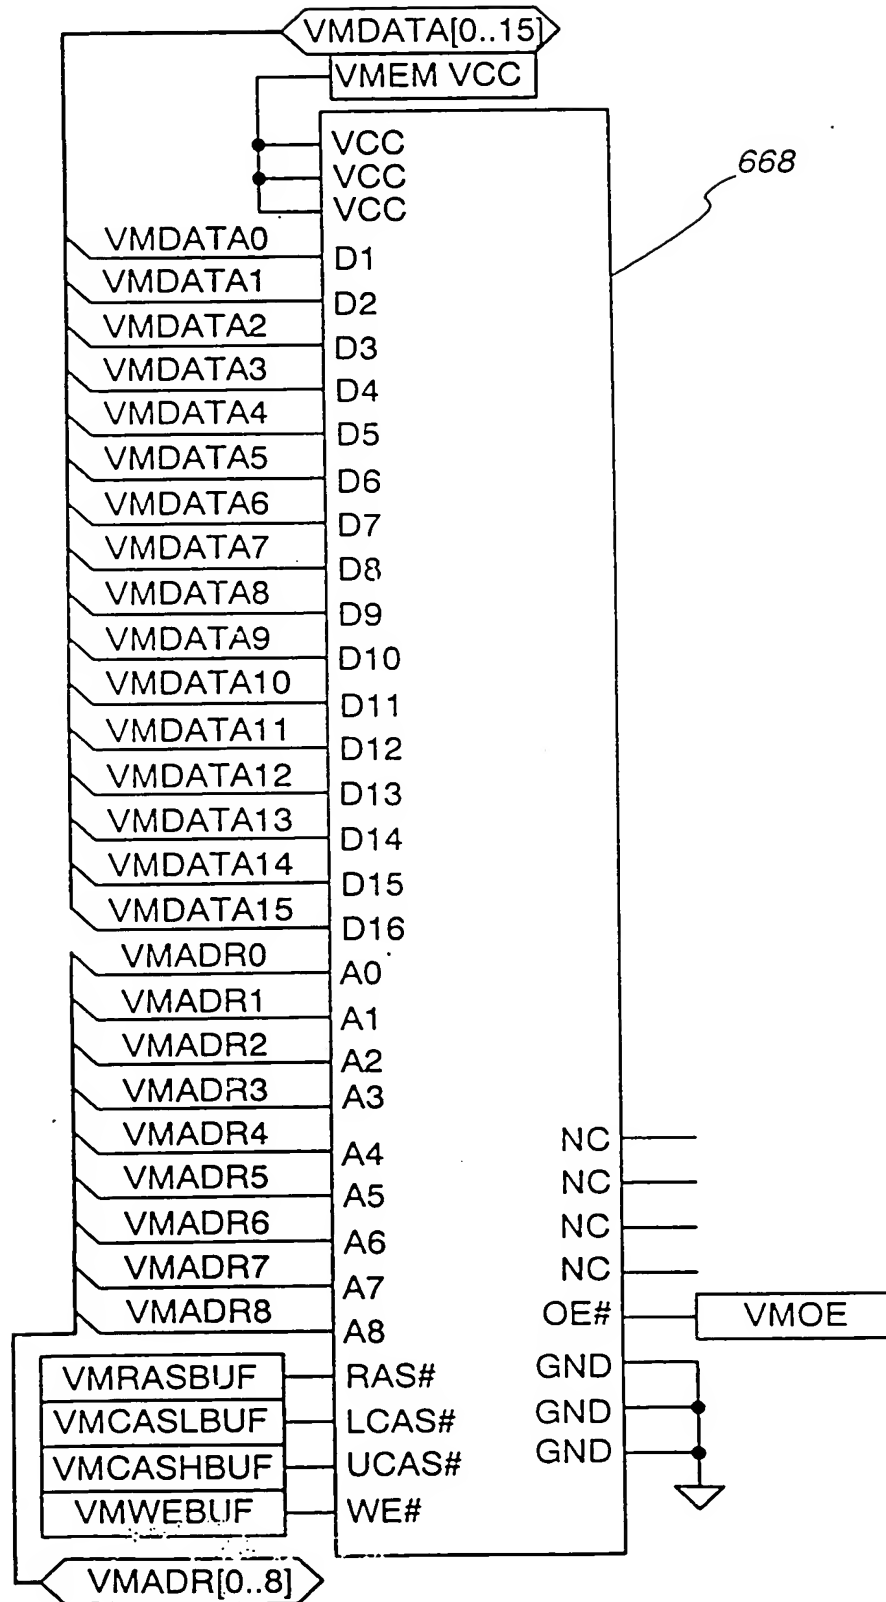 VMDATA[0..15]
VMEM VCC
VCC
VCC
VCC
668
VMDATA0 D1
VMDATA1 D2
VMDATA2 D3
VMDATA3 D4
VMDATA4 D5
VMDATA5 D6
VMDATA6 D7
VMDATA7 D8
VMDATA8 D9
VMDATA9 D10
VMDATA10 D11
VMDATA11 D12
VMDATA12 D13
VMDATA13 D14
VMDATA14 D15
VMDATA15 D16
VMADR0 A0
VMADR1 A1
VMADR2 A2
VMADR3 A3
VMADR4 A4 NC
VMADR5 A5 NC
VMADR6 A6 NC
VMADR7 A7 NC
VMADR8 A8 OE# VMOE
VMRASBUF RAS# GND
VMCASLBUF LCAS# GND
VMCASHBUF UCAS# GND
VMWEBUF WE#
VMADR[0..8]